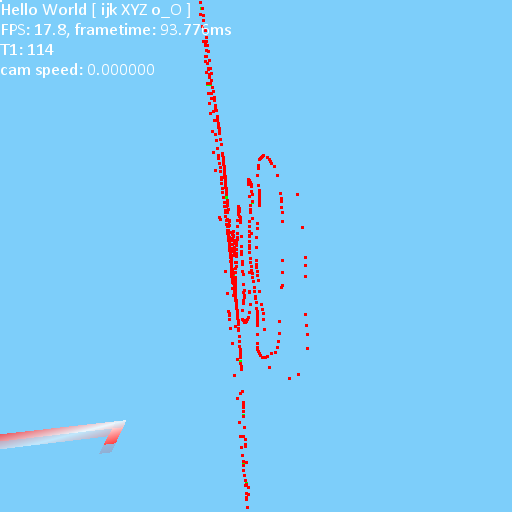 Hello World [ ijk XYZ o_O ]
FPS: 17.8, frametime: 93.776ms
T1: 114
cam speed: 0.000000